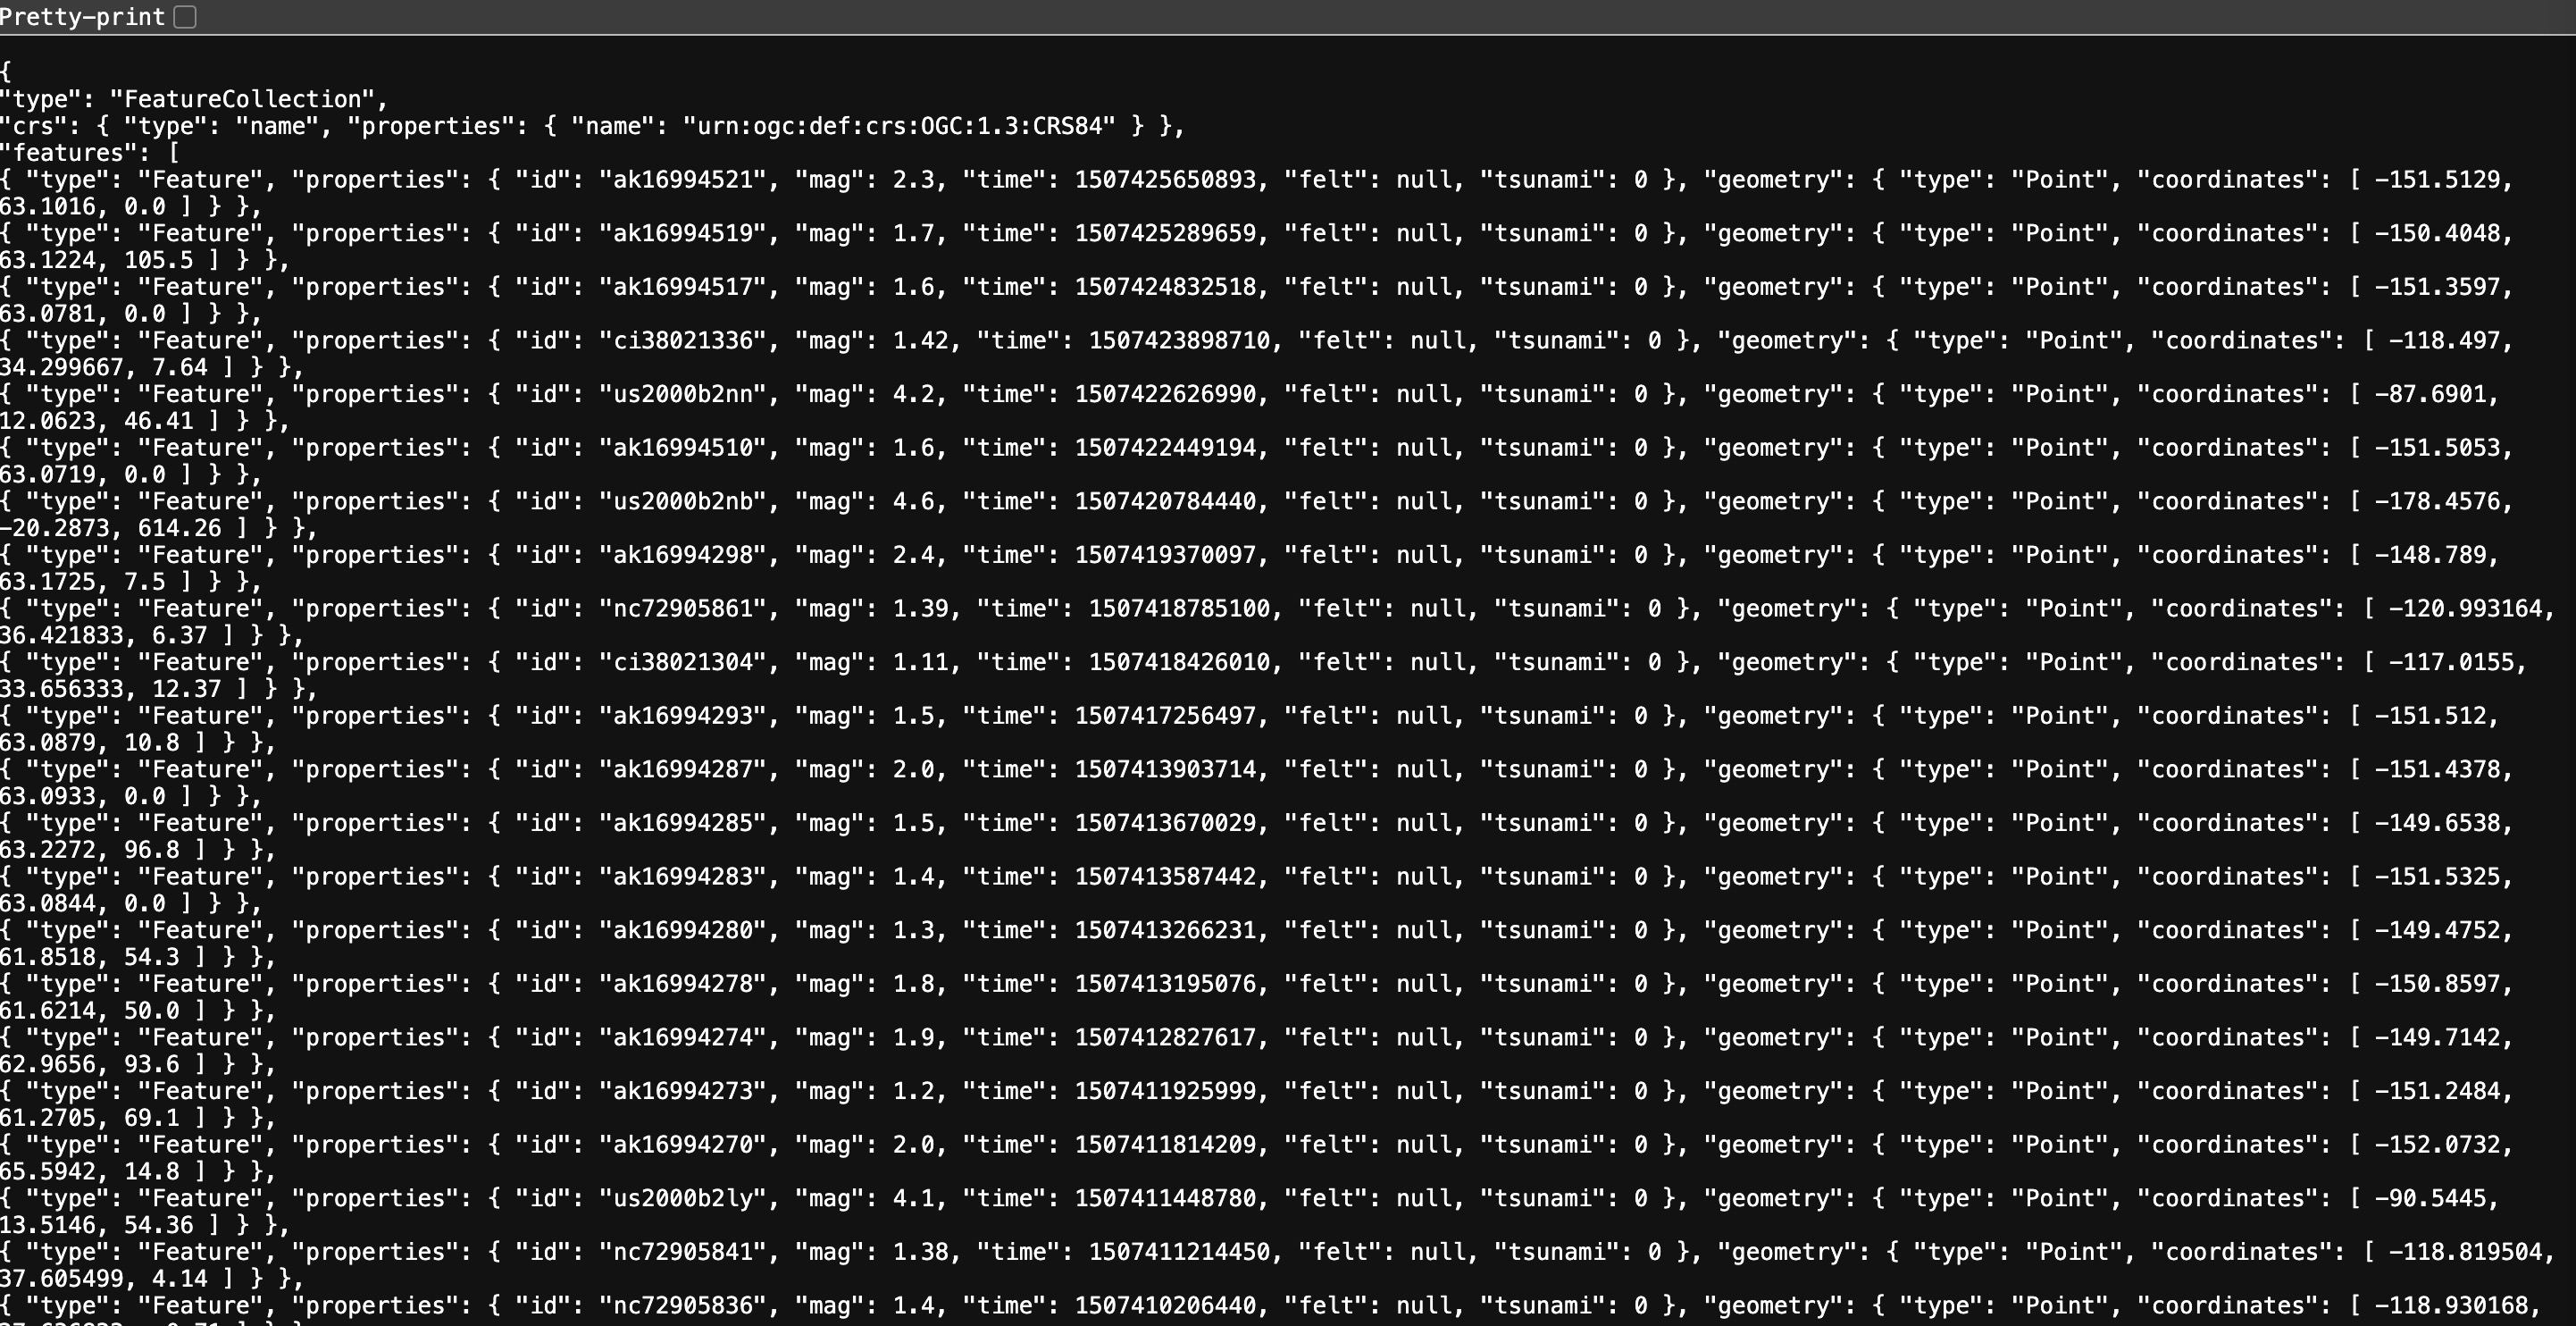 Pretty-print
{
"type": "FeatureCollection",
"crs": { "type": "name", "properties": { "name": "urn:ogc:def:crs:OGC:1.3:CRS84" } },
"features": [
{ "type": "Feature", "properties": { "id": "ak16994521", "mag": 2.3, "time": 1507425650893, "felt": null, "tsunami": 0 }, "geometry": { "type": "Point", "coordinates": [ -151.5129,
63.1016, 0.0 ] } },
{ "type": "Feature", "properties": { "id": "ak16994519", "mag": 1.7, "time": 1507425289659, "felt": null, "tsunami": 0 }, "geometry": { "type": "Point", "coordinates": [ -150.4048,
63.1224, 105.5 ] } },
{ "type": "Feature", "properties": { "id": "ak16994517", "mag": 1.6, "time": 1507424832518, "felt": null, "tsunami": 0 }, "geometry": { "type": "Point", "coordinates": [ -151.3597,
63.0781, 0.0 ] } },
{ "type": "Feature", "properties": { "id": "ci38021336", "mag": 1.42, "time": 1507423898710, "felt": null, "tsunami": 0 }, "geometry": { "type": "Point", "coordinates": [ -118.497,
34.299667, 7.64 ] } },
{ "type": "Feature", "properties": { "id": "us2000b2nn", "mag": 4.2, "time": 1507422626990, "felt": null, "tsunami": 0 }, "geometry": { "type": "Point", "coordinates": [ -87.6901,
12.0623, 46.41 ] } },
{ "type": "Feature", "properties": { "id": "ak16994510", "mag": 1.6, "time": 1507422449194, "felt": null, "tsunami": 0 }, "geometry": { "type": "Point", "coordinates": [ -151.5053,
63.0719, 0.0 ] } },
{ "type": "Feature", "properties": { "id": "us2000b2nb", "mag": 4.6, "time": 1507420784440, "felt": null, "tsunami": 0 }, "geometry": { "type": "Point", "coordinates": [ -178.4576,
-20.2873, 614.26 ] } },
{ "type": "Feature", "properties": { "id": "ak16994298", "mag": 2.4, "time": 1507419370097, "felt": null, "tsunami": 0 }, "geometry": { "type": "Point", "coordinates": [ -148.789,
63.1725, 7.5 ] } },
{ "type": "Feature", "properties": { "id": "nc72905861", "mag": 1.39, "time": 1507418785100, "felt": null, "tsunami": 0 }, "geometry": { "type": "Point", "coordinates": [ -120.993164,
36.421833, 6.37 ] } },
{ "type": "Feature", "properties": { "id": "ci38021304", "mag": 1.11, "time": 1507418426010, "felt": null, "tsunami": 0 }, "geometry": { "type": "Point", "coordinates": [ -117.0155,
33.656333, 12.37 ] } },
{ "type": "Feature", "properties": { "id": "ak16994293", "mag": 1.5, "time": 1507417256497, "felt": null, "tsunami": 0 }, "geometry": { "type": "Point", "coordinates": [ -151.512,
63.0879, 10.8 ] } },
{ "type": "Feature", "properties": { "id": "ak16994287", "mag": 2.0, "time": 1507413903714, "felt": null, "tsunami": 0 }, "geometry": { "type": "Point", "coordinates": [ -151.4378,
63.0933, 0.0 ] } },
{ "type": "Feature", "properties": { "id": "ak16994285", "mag": 1.5, "time": 1507413670029, "felt": null, "tsunami": 0 }, "geometry": { "type": "Point", "coordinates": [ -149.6538,
63.2272, 96.8 ] } },
{ "type": "Feature", "properties": { "id": "ak16994283", "mag": 1.4, "time": 1507413587442, "felt": null, "tsunami": 0 }, "geometry": { "type": "Point", "coordinates": [ -151.5325,
63.0844, 0.0 ] } },
{ "type": "Feature", "properties": { "id": "ak16994280", "mag": 1.3, "time": 1507413266231, "felt": null, "tsunami": 0 }, "geometry": { "type": "Point", "coordinates": [ -149.4752,
61.8518, 54.3 ] } },
{ "type": "Feature", "properties": { "id": "ak16994278", "mag": 1.8, "time": 1507413195076, "felt": null, "tsunami": 0 }, "geometry": { "type": "Point", "coordinates": [ -150.8597,
61.6214, 50.0 ] } },
{ "type": "Feature", "properties": { "id": "ak16994274", "mag": 1.9, "time": 1507412827617, "felt": null, "tsunami": 0 }, "geometry": { "type": "Point", "coordinates": [ -149.7142,
62.9656, 93.6 ] } },
{ "type": "Feature", "properties": { "id": "ak16994273", "mag": 1.2, "time": 1507411925999, "felt": null, "tsunami": 0 }, "geometry": { "type": "Point", "coordinates": [ -151.2484,
61.2705, 69.1 ] } },
{ "type": "Feature", "properties": { "id": "ak16994270", "mag": 2.0, "time": 1507411814209, "felt": null, "tsunami": 0 }, "geometry": { "type": "Point", "coordinates": [ -152.0732,
65.5942, 14.8 ] } },
{ "type": "Feature", "properties": { "id": "us2000b2ly", "mag": 4.1, "time": 1507411448780, "felt": null, "tsunami": 0 }, "geometry": { "type": "Point", "coordinates": [ -90.5445,
13.5146, 54.36 ] } },
{ "type": "Feature", "properties": { "id": "nc72905841", "mag": 1.38, "time": 1507411214450, "felt": null, "tsunami": 0 }, "geometry": { "type": "Point", "coordinates": [ -118.819504,
37.605499, 4.14 ] } },
{ "type": "Feature", "properties": { "id": "nc72905836", "mag": 1.4, "time": 1507410206440, "felt": null, "tsunami": 0 }, "geometry": { "type": "Point", "coordinates": [ -118.930168,